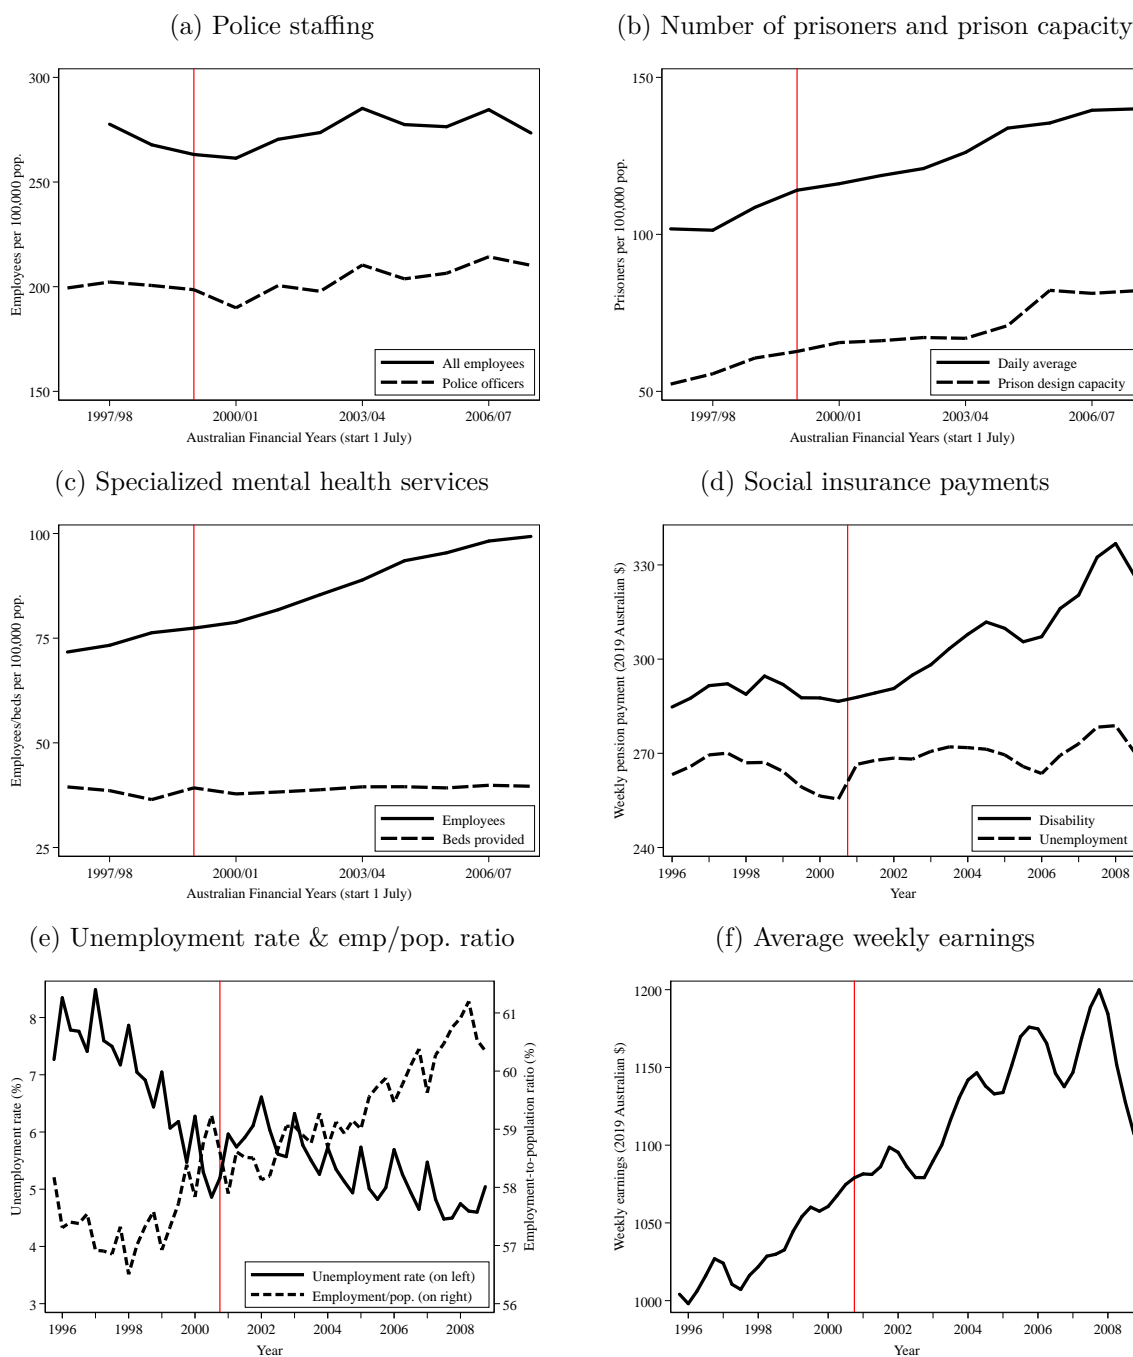 (a) Police staffing
300
250
200
150
Employees per 100,000 pop.
All employees
Police officers
1997/98 2000/01 2003/04 2006/07
Australian Financial Years (start 1 July)
(b) Number of prisoners and prison capacity
150
100
50
Prisoners per 100,000 pop.
Daily average
Prison design capacity
1997/98 2000/01 2003/04 2006/07
Australian Financial Years (start 1 July)
(c) Specialized mental health services
100
75
50
25
Employees/beds per 100,000 pop.
Employees
Beds provided
1997/98 2000/01 2003/04 2006/07
Australian Financial Years (start 1 July)
(d) Social insurance payments
330
300
270
240
Weekly pension payment (2019 Australian $)
Disability
Unemployment
1996 1998 2000 2002 2004 2006 2008
Year
(e) Unemployment rate & emp/pop. ratio
8
7
6
5
4
3
Unemployment rate (%)
61
60
59
58
57
56
Employment-to-population ratio (%)
Unemployment rate (on left)
Employment/pop. (on right)
1996 1998 2000 2002 2004 2006 2008
Year
(f) Average weekly earnings
1200
1150
1100
1050
1000
Weekly earnings (2019 Australian $)
1996 1998 2000 2002 2004 2006 2008
Year